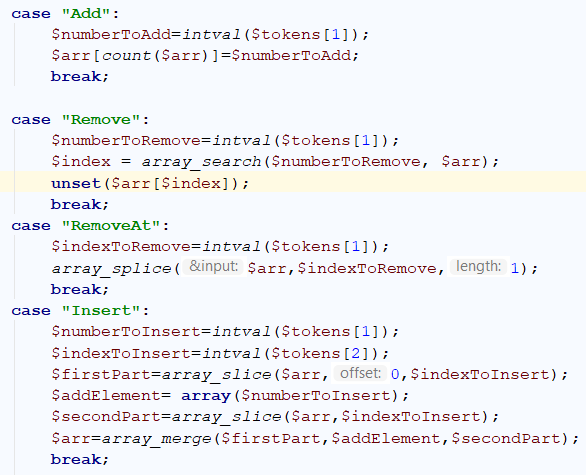 case "Add":
$numberToAdd=intval($tokens[1]);
$arr[count($arr)]=$numberToAdd;
break;
case "Remove":
$numberToRemove=intval($tokens[1]);
$index = array_search($numberToRemove, $arr);
unset($arr[$index]);
break;
case "RemoveAt":
$indexToRemove=intval($tokens[1]);
array_splice( &input: $arr,$indexToRemove, length: 1);
break;
case "Insert":
$numberToInsert=intval($tokens[1]);
$indexToInsert=intval($tokens[2]);
$firstPart=array_slice($arr, offset: 0,$indexToInsert);
$addElement= array($numberToInsert);
$secondPart=array_slice($arr,$indexToInsert);
$arr=array_merge($firstPart,$addElement,$secondPart);
break;